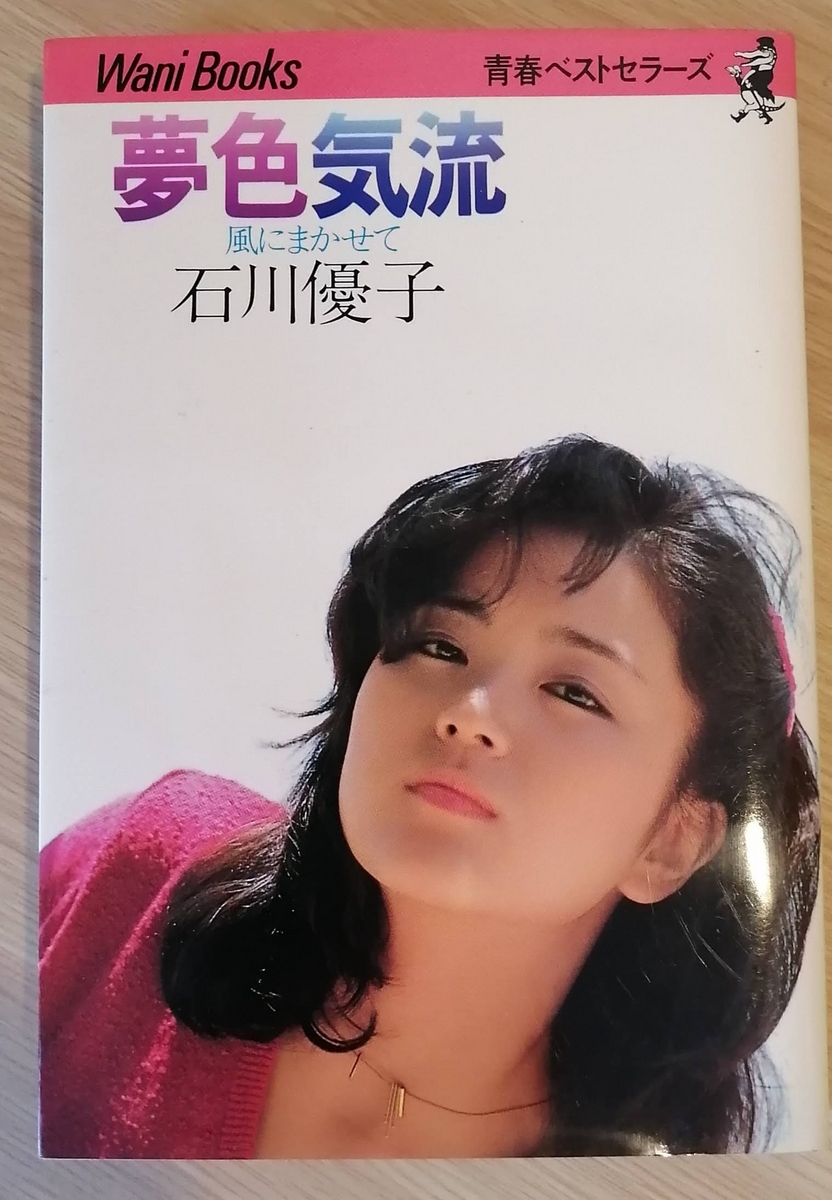 Wani Books
青春ベストセラーズ
夢色気流
風にまかせて
石川優子